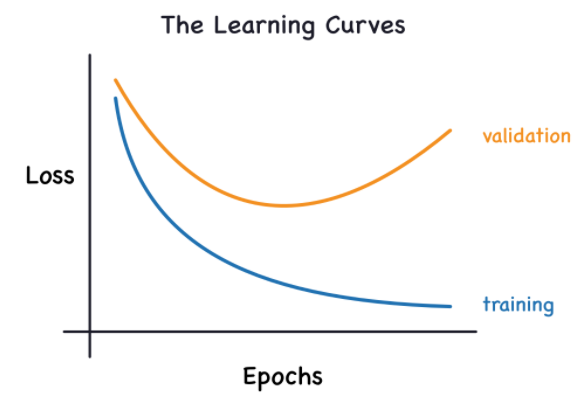 The Learning Curves
validation
Loss
training
Epochs